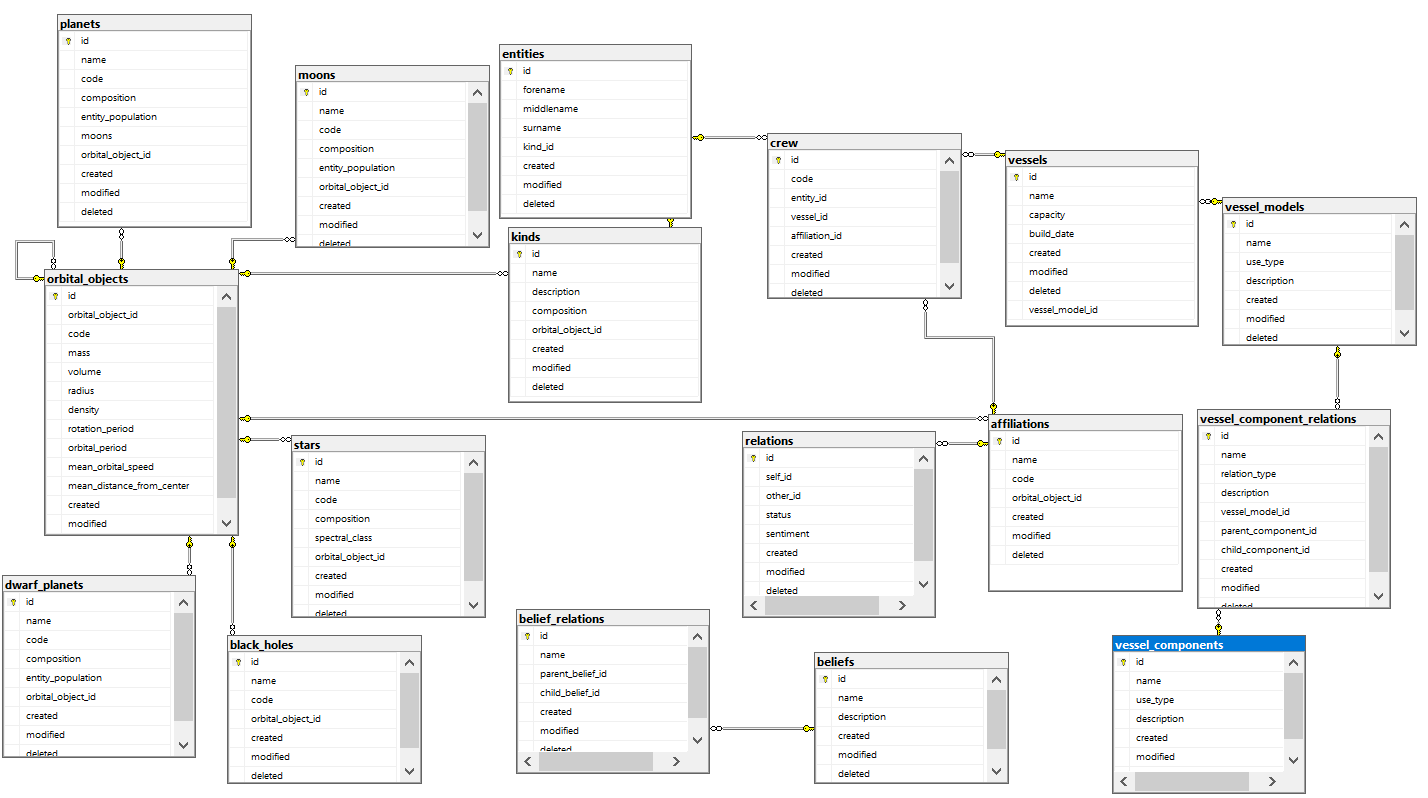 planets
id
name
code
composition
entity_population
moons
orbital_object_id
created
modified
deleted
moons
id
name
code
composition
entity_population
orbital_object_id
created
modified
deleted
entities
id
forename
middlename
surname
kind_id
created
modified
deleted
crew
id
code
entity_id
vessel_id
affiliation_id
created
modified
deleted
vessels
id
name
capacity
build_date
created
modified
deleted
vessel_model_id
vessel_models
id
name
use_type
description
created
modified
deleted
kinds
id
name
description
composition
orbital_object_id
created
modified
deleted
orbital_objects
id
orbital_object_id
code
mass
volume
radius
density
rotation_period
orbital_period
mean_orbital_speed
mean_distance_from_center
created
modified
stars
id
name
code
composition
spectral_class
orbital_object_id
created
modified
deleted
relations
id
self_id
other_id
status
sentiment
created
modified
deleted
affiliations
id
name
code
orbital_object_id
created
modified
deleted
vessel_component_relations
id
name
relation_type
description
vessel_model_id
parent_component_id
child_component_id
created
modified
deleted
dwarf_planets
id
name
code
composition
entity_population
orbital_object_id
created
modified
deleted
black_holes
id
name
code
orbital_object_id
created
modified
deleted
belief_relations
id
name
parent_belief_id
child_belief_id
created
modified
deleted
beliefs
id
name
description
created
modified
deleted
vessel_components
id
name
use_type
description
created
modified